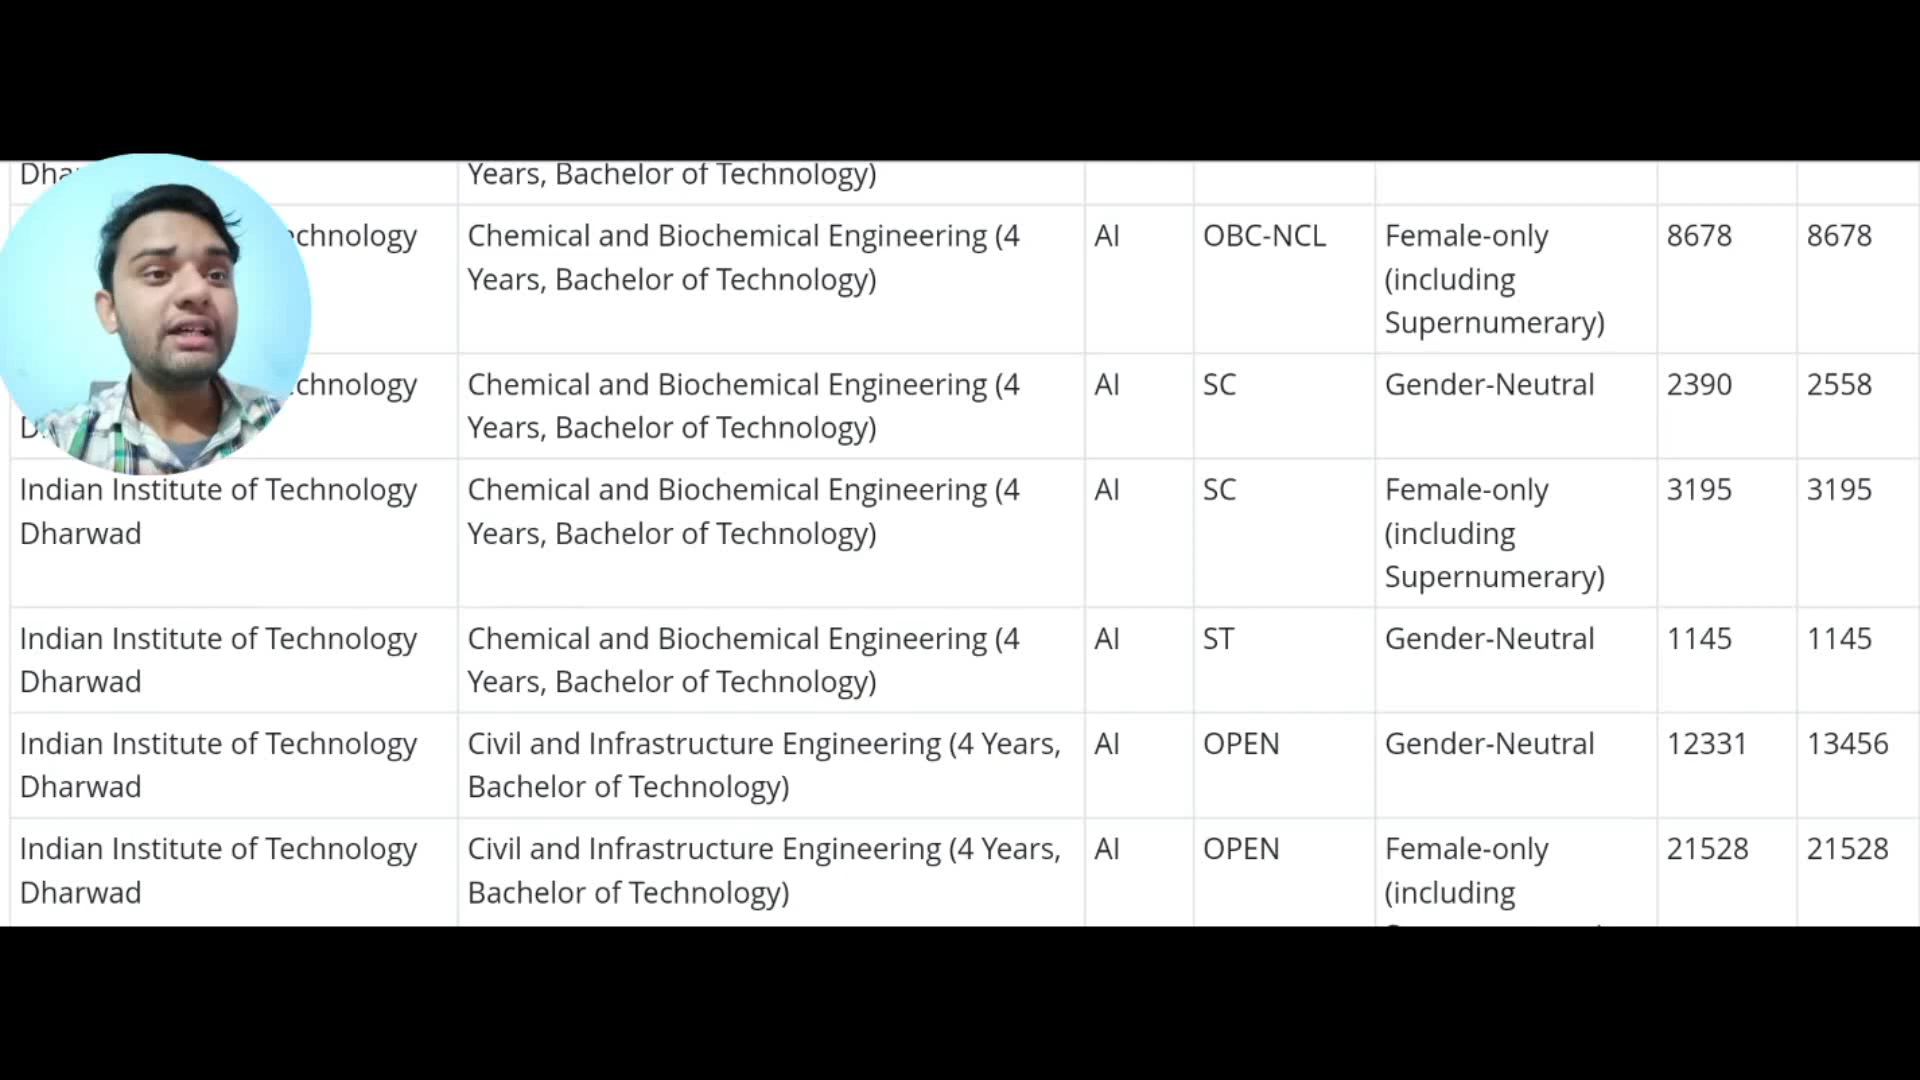 Years, Bachelor of Technology)
Chemical and Biochemical Engineering (4 AI OBC-NCL Female-only 8678 8678
Years, Bachelor of Technology) (including
Supernumerary)
Chemical and Biochemical Engineering (4 AI SC Gender-Neutral 2390 2558
Years, Bachelor of Technology)
Indian Institute of Technology Chemical and Biochemical Engineering (4 AI SC Female-only 3195 3195
Dharwad Years, Bachelor of Technology) (including
Supernumerary)
Indian Institute of Technology Chemical and Biochemical Engineering (4 AI ST Gender-Neutral 1145 1145
Dharwad Years, Bachelor of Technology)
Indian Institute of Technology Civil and Infrastructure Engineering (4 Years, AI OPEN Gender-Neutral 12331 13456
Dharwad Bachelor of Technology)
Indian Institute of Technology Civil and Infrastructure Engineering (4 Years, AI OPEN Female-only 21528 21528
Dharwad Bachelor of Technology) (including